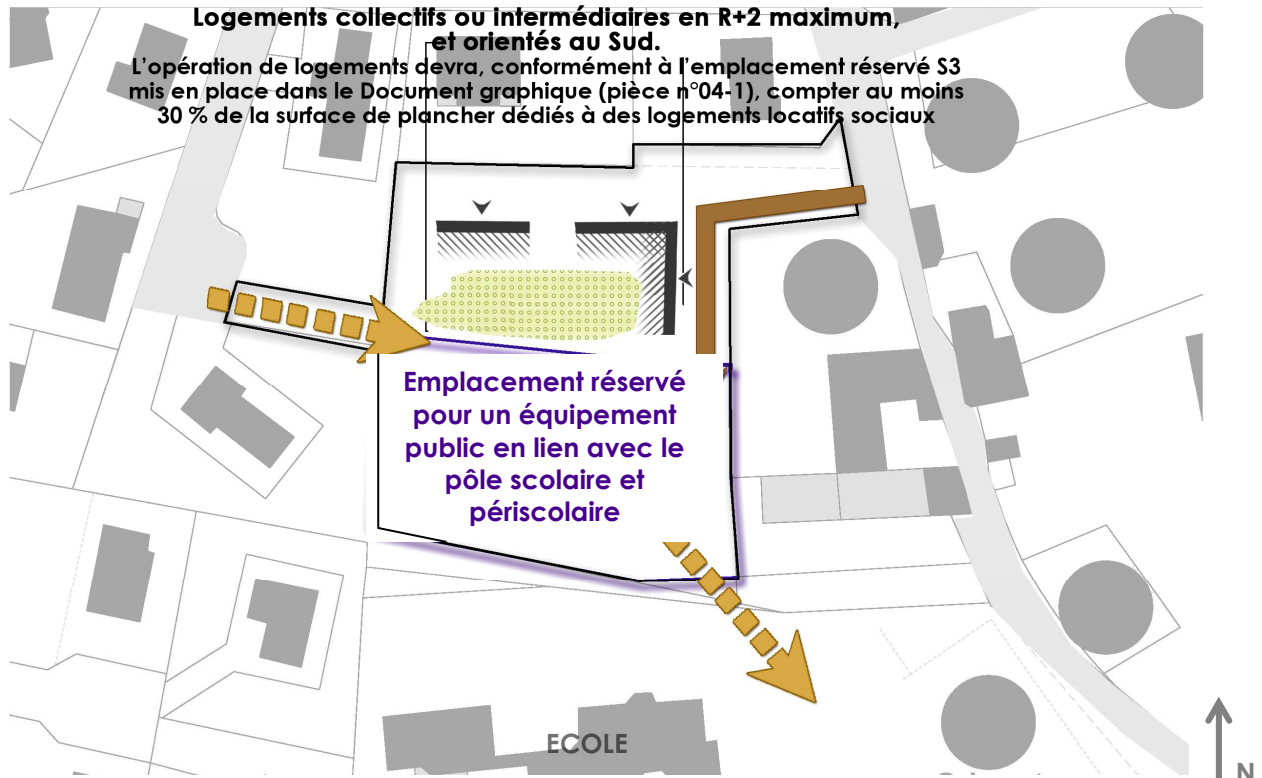 Logements collectifs ou intermédiaires en R+2 maximum,
et orientés au Sud.
L'opération de logements devra, conformément à l'emplacement réservé S3
mis en place dans le Document graphique (pièce n°04-1), compter au moins
30 % de la surface de plancher dédiés à des logements locatifs sociaux
Emplacement réservé
pour un équipement
public en lien avec le
pôle scolaire et
périscolaire
ECOLE
N